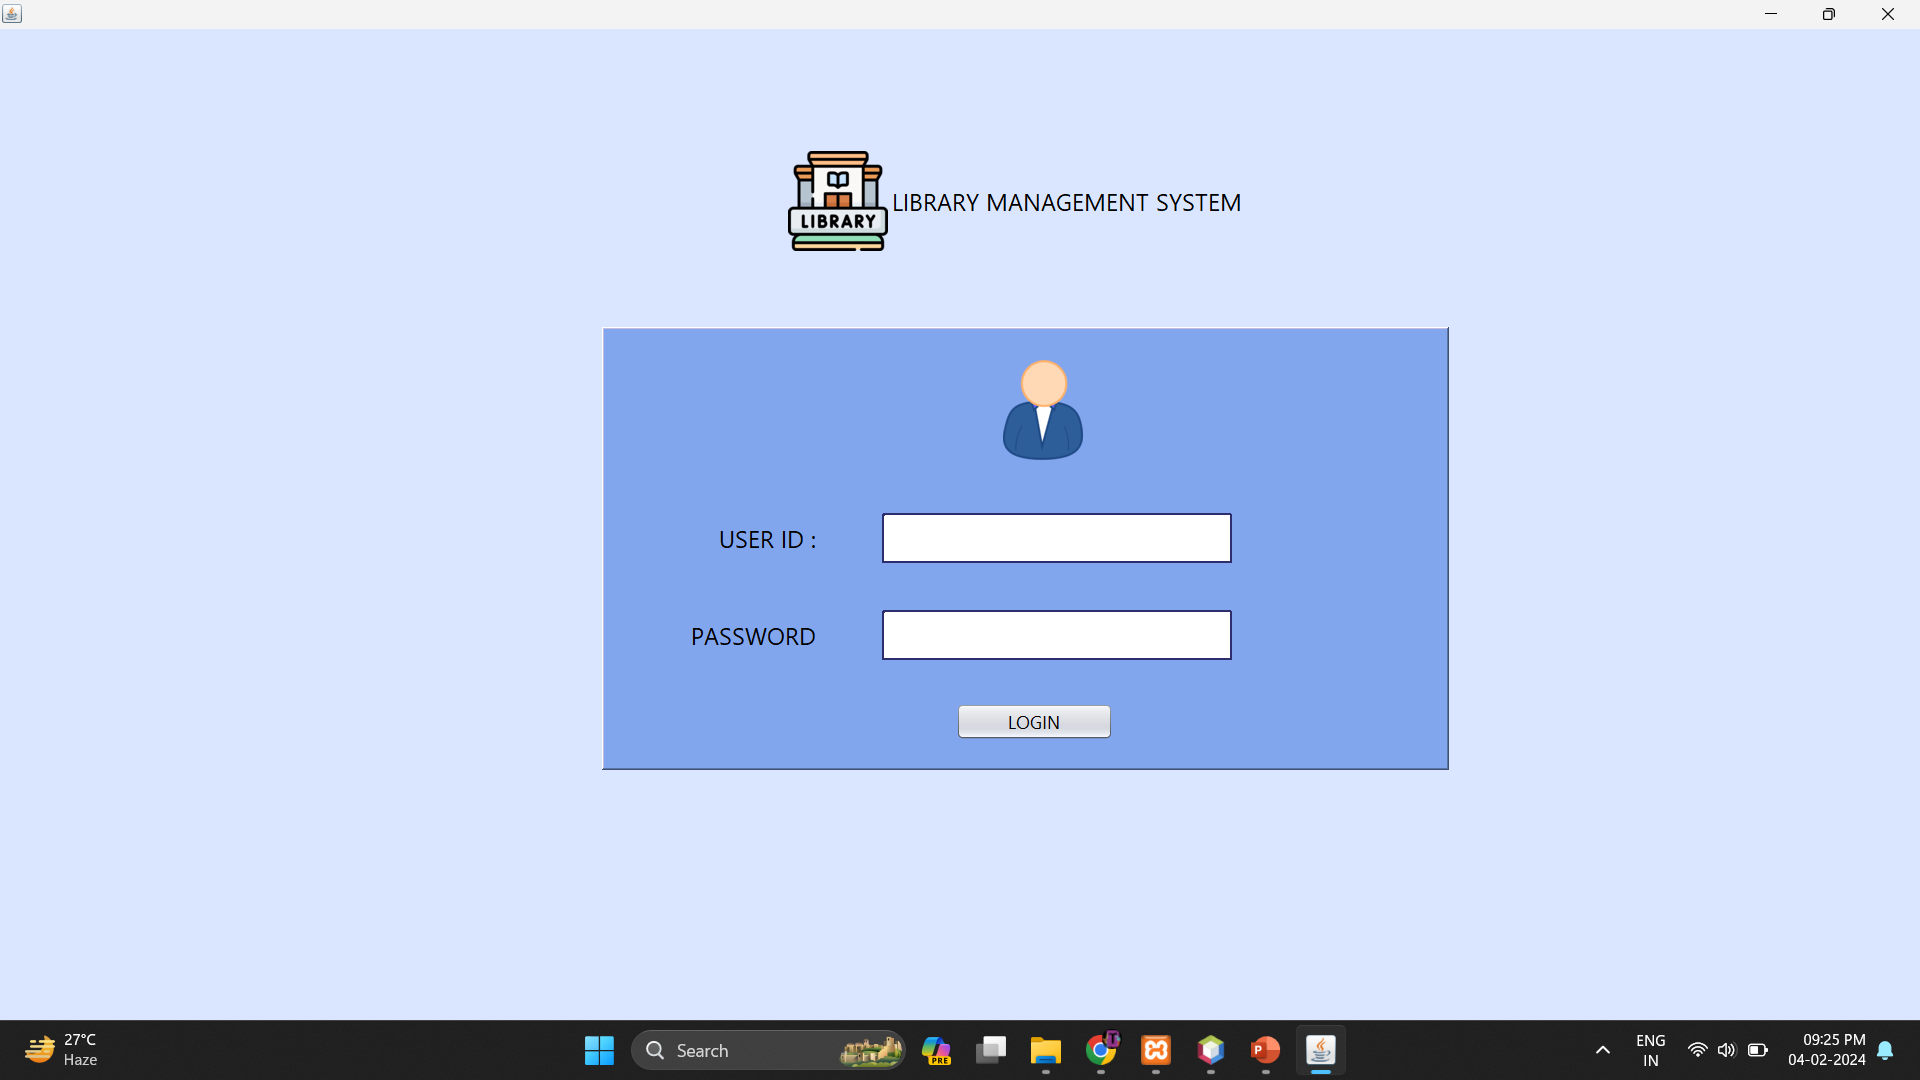 LIBRARY
LIBRARY MANAGEMENT SYSTEM
USER ID :
PASSWORD
LOGIN
27°C
Haze
Search
PRE
T
P
ENG
IN
09:25 PM
04-02-2024